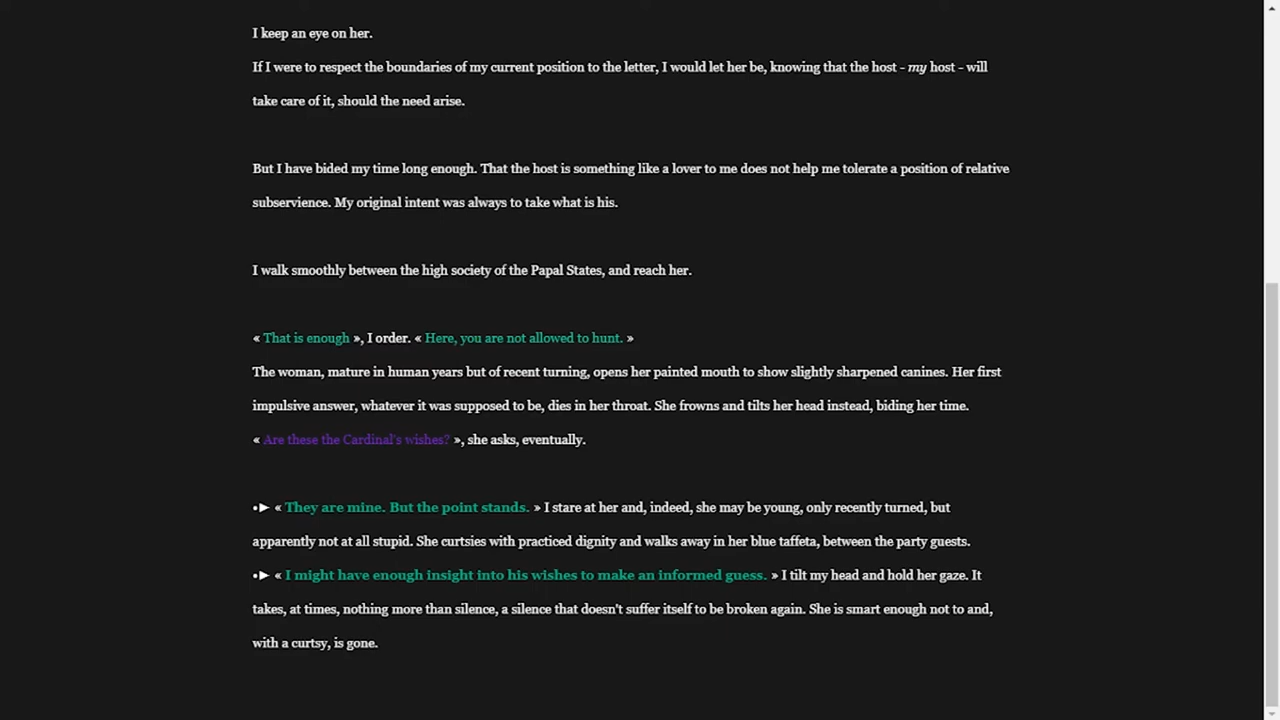 I keep an eye on her.
If I were to respect the boundaries of my current position to the letter, I would let her be, knowing that the host - my host - will
take care of it, should the need arise.
But I have bided my time long enough. That the host is something like a lover to me does not help me tolerate a position of relative
subservience. My original intent was always to take what is his.
I walk smoothly between the high society of the Papal States, and reach her.
« That is enough », I order. « Here, you are not allowed to hunt. »
The woman, mature in human years but of recent turning, opens her painted mouth to show slightly sharpened canines. Her first
impulsive answer, whatever it was supposed to be, dies in her throat. She frowns and tilts her head instead, biding her time.
« Are these the Cardinal's wishes? », she asks, eventually.
•► « They are mine. But the point stands. » I stare at her and, indeed, she may be young, only recently turned, but
apparently not at all stupid. She curtsies with practiced dignity and walks away in her blue taffeta, between the party guests.
•► « I might have enough insight into his wishes to make an informed guess. » I tilt my head and hold her gaze. It
takes, at times, nothing more than silence, a silence that doesn't suffer itself to be broken again. She is smart enough not to and,
with a curtsy, is gone.